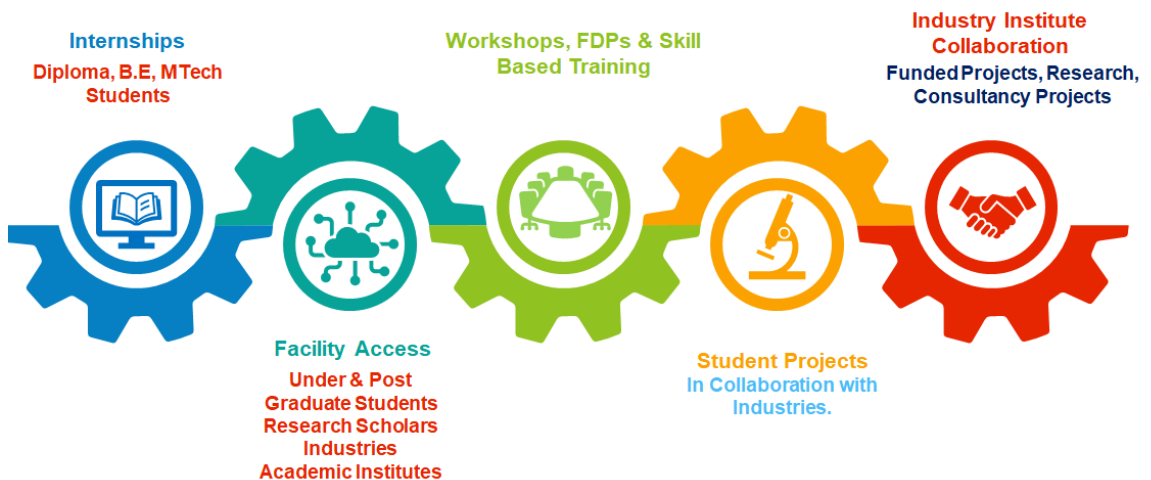 Internships
Diploma, B.E, MTech
Students
Facility Access
Under & Post
Graduate Students
Research Scholars
Industries
Academic Institutes
Workshops, FDPs & Skill
Based Training
Student Projects
In Collaboration with
Industries.
Industry Institute
Collaboration
Funded Projects, Research,
Consultancy Projects